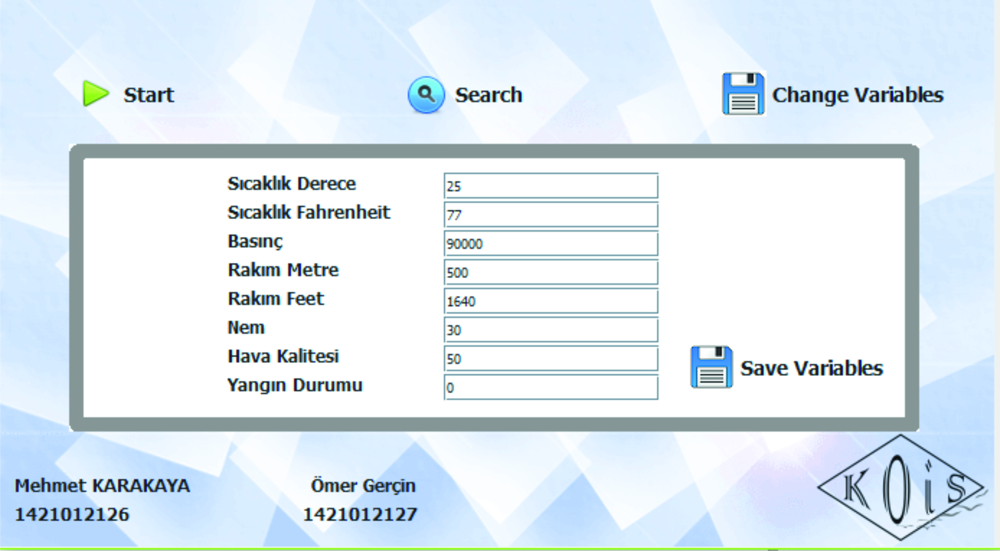 Start
Search
Change Variables
Sıcaklık Derece 25
Sıcaklık Fahrenheit 77
Basınç 90000
Rakım Metre 500
Rakım Feet 1640
Nem 30
Hava Kalitesi 50
Yangın Durumu 0
Save Variables
Mehmet KARAKAYA
1421012126
Ömer Gerçin
1421012127
KOiS